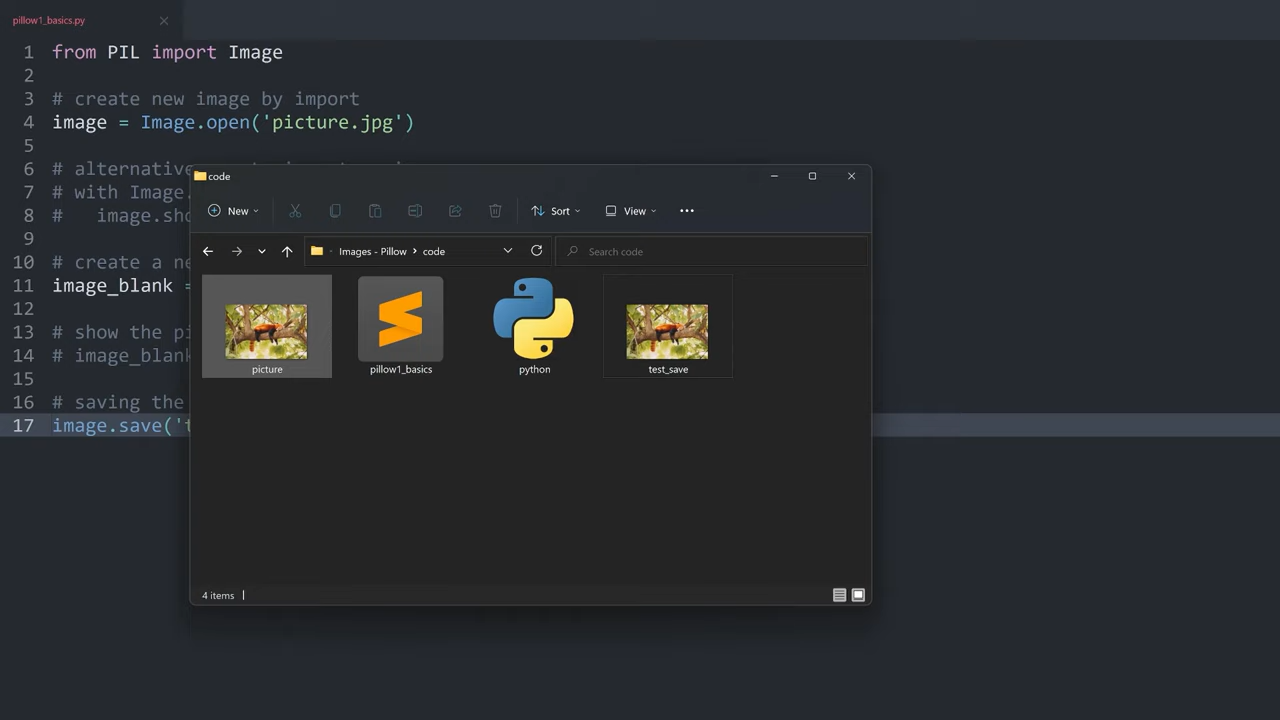 pillow1_basics.py
1 from PIL import Image
2
3 # create new image by import
4 image = Image.open('picture.jpg')
5
6 # alternative
7 # with Image.
8 #   image.sho
9
10 # create a ne
11 image_blank =
12
13 # show the pi
14 # image_blank
15
16 # saving the
17 image.save('t
code
New
Sort
View
Images - Pillow > code
Search code
picture
pillow1_basics
python
test_save
4 items